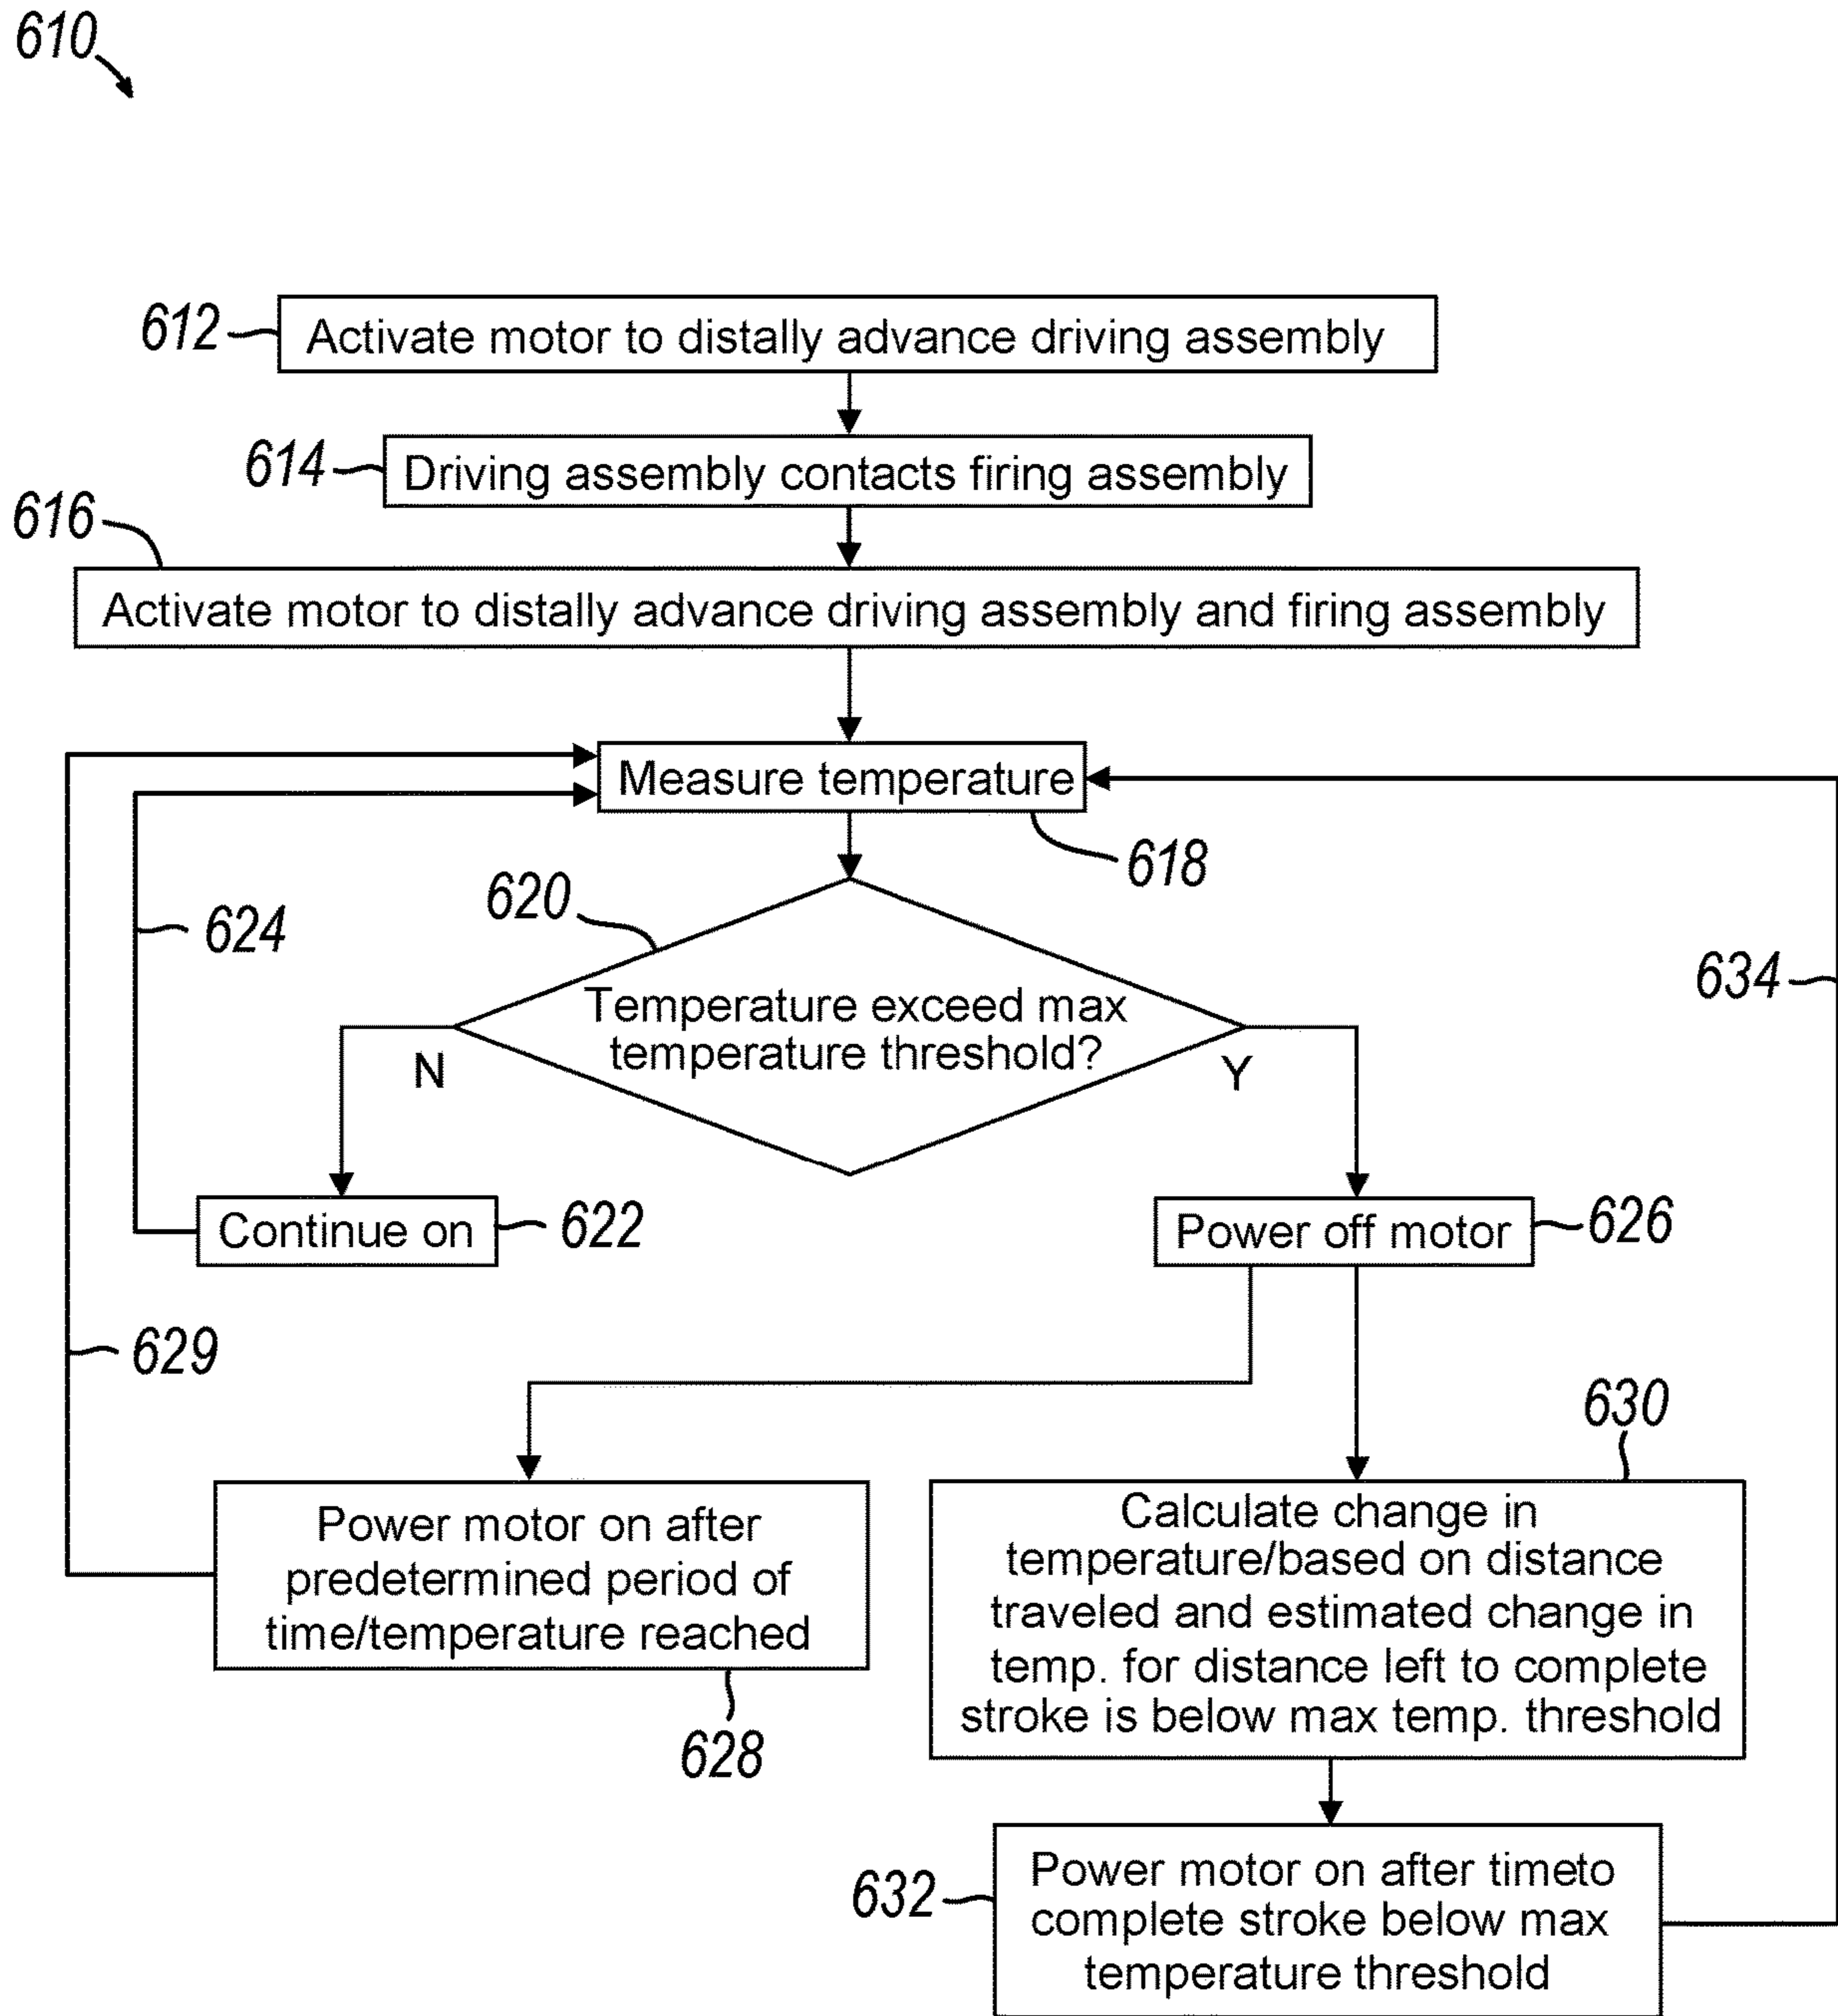 610
612
Activate motor to distally advance driving assembly
614
Driving assembly contacts firing assembly
616
Activate motor to distally advance driving assembly and firing assembly
Measure temperature
618
620
624
634
Temperature exceed max
temperature threshold?
N
Y
Continue on
622
Power off motor
626
629
630
Power motor on after
predetermined period of
time/temperature reached
628
Calculate change in
temperature/based on distance
traveled and estimated change in
temp. for distance left to complete
stroke is below max temp. threshold
632
Power motor on after timeto
complete stroke below max
temperature threshold